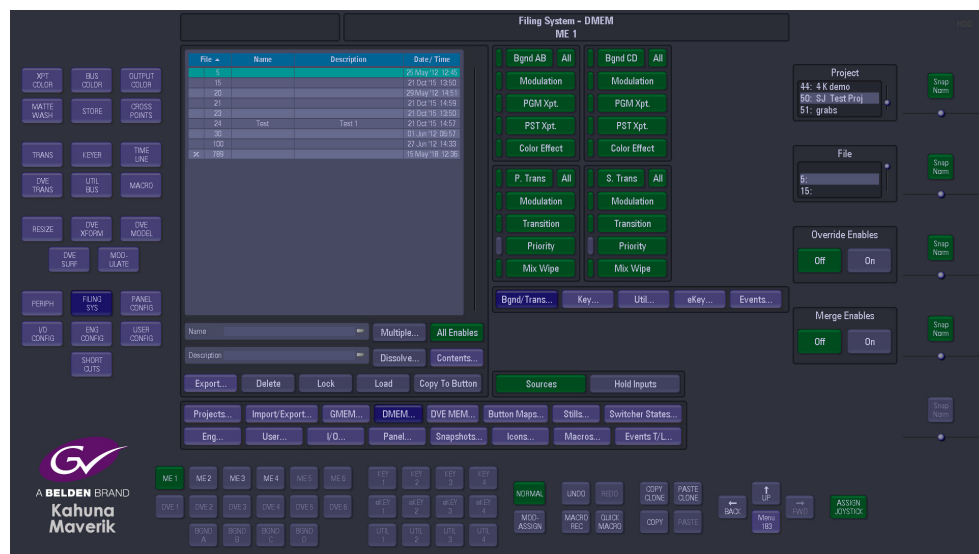 Filing System - DMEM
ME 1
File Name Description Date / Time
5 25 May '12 12:45
15 21 Oct '15 13:50
20 29 May '12 14:51
21 21 Oct '15 14:59
23 21 Oct '15 13:50
24 Test Test 1 21 Oct '15 14:57
30 01 Jun '12 06:57
100 27 Jun '12 14:33
789 15 May '18 12:36
Name Multiple... All Enables
Description Dissolve... Contents...
Export... Delete Lock Load Copy To Button
Bgnd AB All Bgnd CD All
Modulation Modulation
PGM Xpt. PGM Xpt.
PST Xpt. PST Xpt.
Color Effect Color Effect
P. Trans All S. Trans All
Modulation Modulation
Transition Transition
Priority Priority
Mix Wipe Mix Wipe
Bgnd/Trans... Key... Util... eKey... Events...
Sources Hold Inputs
Projects... Import/Export... GMEM... DMEM... DVE MEM... Button Maps... Stills... Switcher States...
Eng... User... I/O... Panel... Snapshots... Icons... Macros... Events T/L...
XPT COLOR
BUS COLOR
OUTPUT COLOR
MATTE WASH
STORE
CROSS POINTS
TRANS
KEYER
TIME LINE
DVE TRANS
UTIL BUS
MACRO
RESIZE
DVE XFORM
DVE MODEL
DVE SURF
MOD-ULATE
PERIPH
FILING SYS
PANEL CONFIG
I/O CONFIG
ENG CONFIG
USER CONFIG
SHORT CUTS
Project
44: 4K demo
50: SJ Test Proj
51: grabs
Snap Norm
File
5:
15:
Snap Norm
Override Enables
Off On
Snap Norm
Merge Enables
Off On
Snap Norm
Snap Norm
GV
A BELDEN BRAND
Kahuna
Maverik
ME 1 ME 2 ME 3 ME 4 ME 5 ME 6
DVE 1 DVE 2 DVE 3 DVE 4 DVE 5 DVE 6
BGND A BGND B BGND C BGND D
KEY 1 KEY 2 KEY 3 KEY 4
eKEY 1 eKEY 2 eKEY 3 eKEY 4
UTIL 1 UTIL 2 UTIL 3 UTIL 4
NORMAL UNDO REDO COPY CLONE PASTE CLONE
MOD-ASSIGN MACRO REC QUICK MACRO COPY PASTE
BACK UP FWD
Menu 183
ASSIGN JOYSTICK